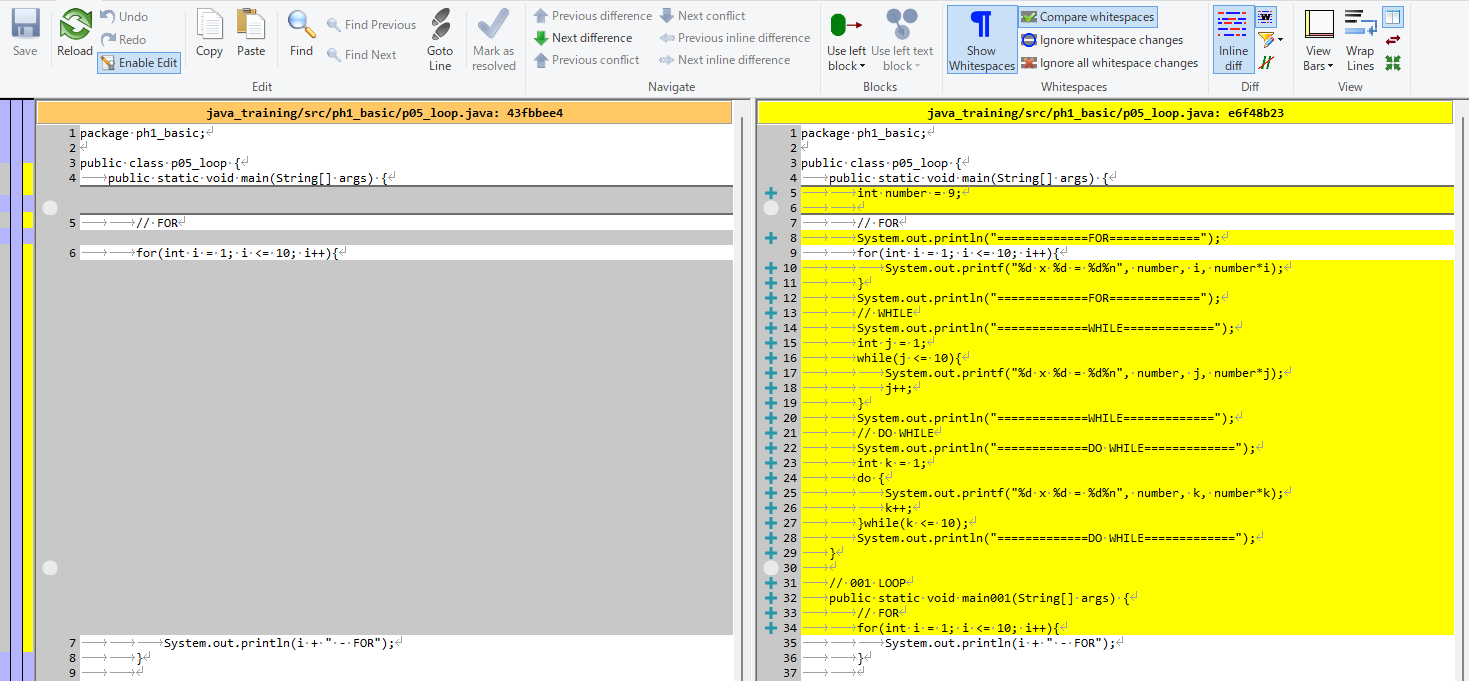 Save
Reload
Undo
Redo
Enable Edit
Copy
Paste
Edit
Find
Find Previous
Find Next
Goto
Line
Mark as
resolved
Previous difference
Next difference
Previous conflict
Next conflict
Previous inline difference
Next inline difference
Navigate
Use left
block
Use left text
block
Blocks
Show
Whitespaces
Compare whitespaces
Ignore whitespace changes
Ignore all whitespace changes
Whitespaces
Inline
diff
Diff
View
Bars
Wrap
Lines
View
java_training/src/ph1_basic/p05_loop.java: 43fbbee4
1 package ph1_basic;
2
3 public class p05_loop {
4 public static void main(String[] args) {
5 // FOR
6 for(int i = 1; i <= 10; i++){
7 System.out.println(i + " - FOR");
8 }
9
java_training/src/ph1_basic/p05_loop.java: e6f48b23
1 package ph1_basic;
2
3 public class p05_loop {
4 public static void main(String[] args) {
5 int number = 9;
6
7 // FOR
8 System.out.println("=============FOR=============");
9 for(int i = 1; i <= 10; i++){
10 System.out.printf("%d x %d = %d%n", number, i, number*i);
11 }
12 System.out.println("=============FOR=============");
13 // WHILE
14 System.out.println("=============WHILE=============");
15 int j = 1;
16 while(j <= 10){
17 System.out.printf("%d x %d = %d%n", number, j, number*j);
18 j++;
19 }
20 System.out.println("=============WHILE=============");
21 // DO WHILE
22 System.out.println("=============DO WHILE=============");
23 int k = 1;
24 do {
25 System.out.printf("%d x %d = %d%n", number, k, number*k);
26 k++;
27 }while(k <= 10);
28 System.out.println("=============DO WHILE=============");
29 }
30
31 // 001 LOOP
32 public static void main001(String[] args) {
33 // FOR
34 for(int i = 1; i <= 10; i++){
35 System.out.println(i + " - FOR");
36 }
37